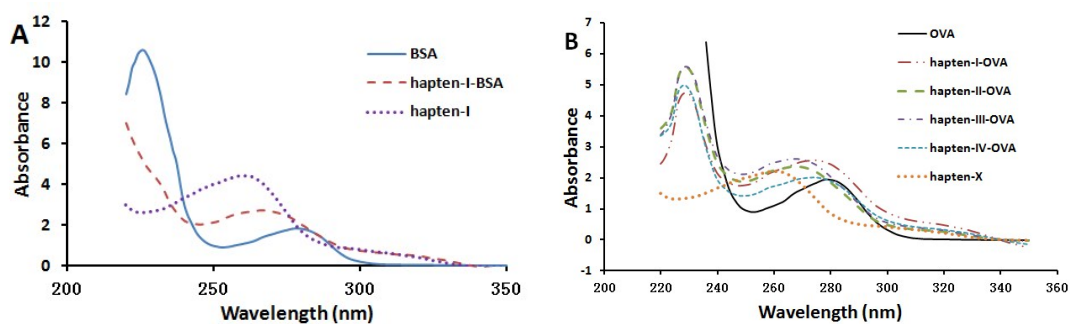 A
12
10
8
6
4
2
0
200
250
300
350
Absorbance
Wavelength (nm)
BSA
hapten-I-BSA
hapten-I
B
7
6
5
4
3
2
1
0
-1
200
220
240
260
280
300
320
340
360
Absorbance
Wavelength (nm)
OVA
hapten-I-OVA
hapten-II-OVA
hapten-III-OVA
hapten-IV-OVA
hapten-X